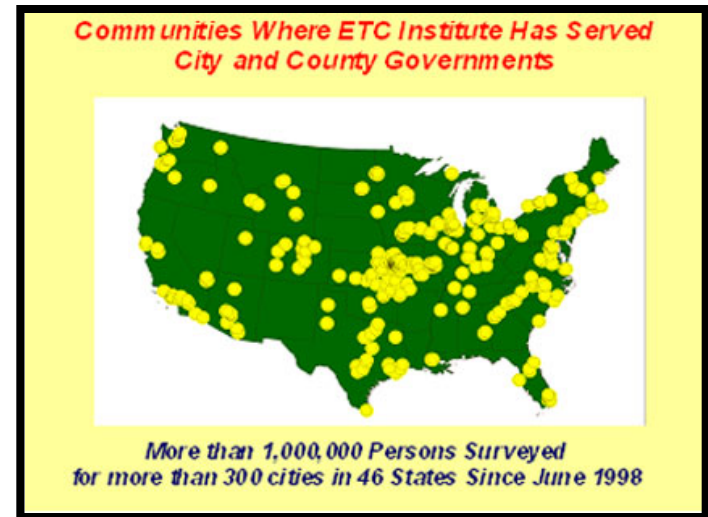 Communities Where ETC Institute Has Served
City and County Governments
More than 1,000,000 Persons Surveyed
for more than 300 cities in 46 States Since June 1998